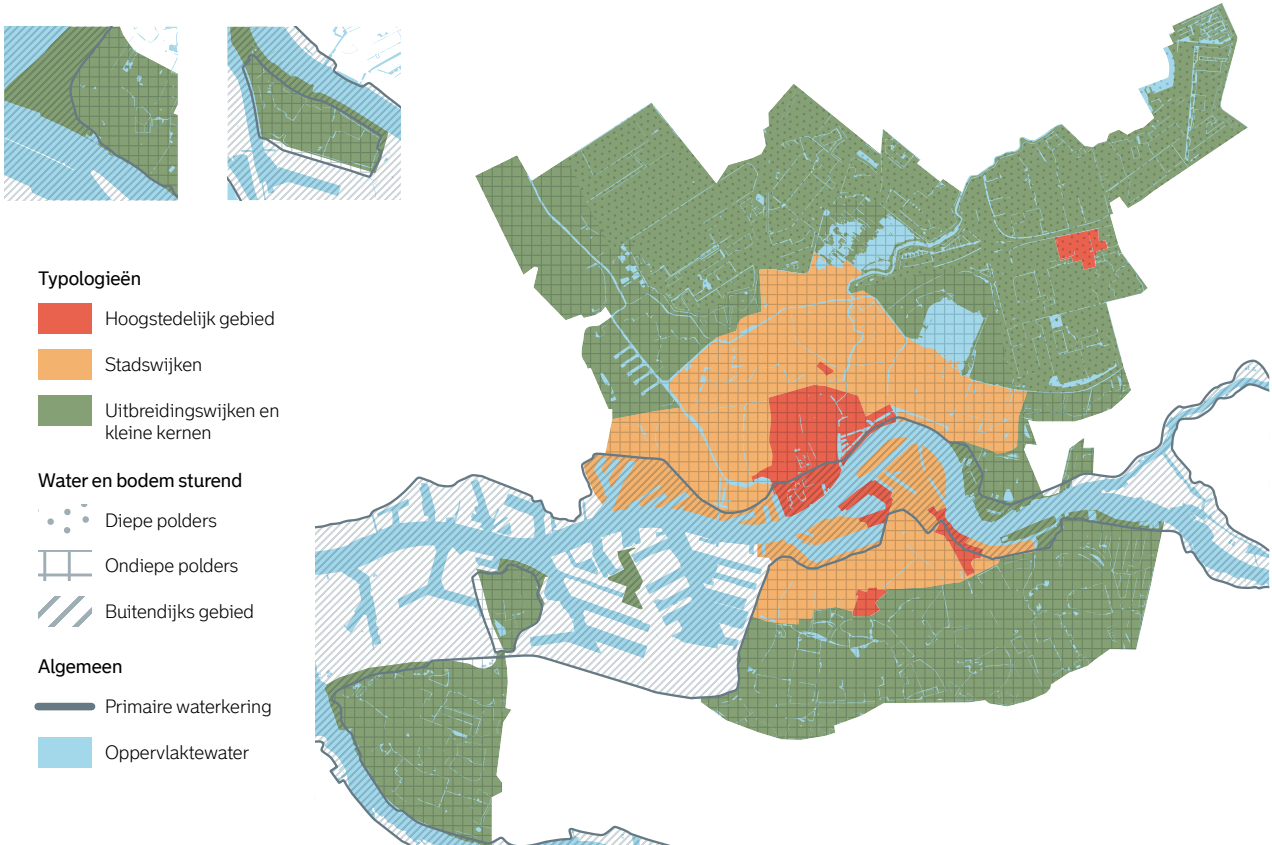 Typologieën
Hoogstedelijk gebied
Stadswijken
Uitbreidingswijken en
kleine kernen
Water en bodem sturend
Diepe polders
Ondiepe polders
Buitendijks gebied
Algemeen
Primaire waterkering
Oppervlaktewater